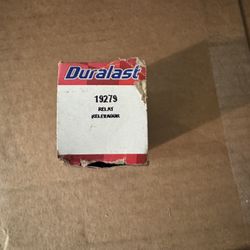 Duralast
19279
RELAY
RELEVADOR